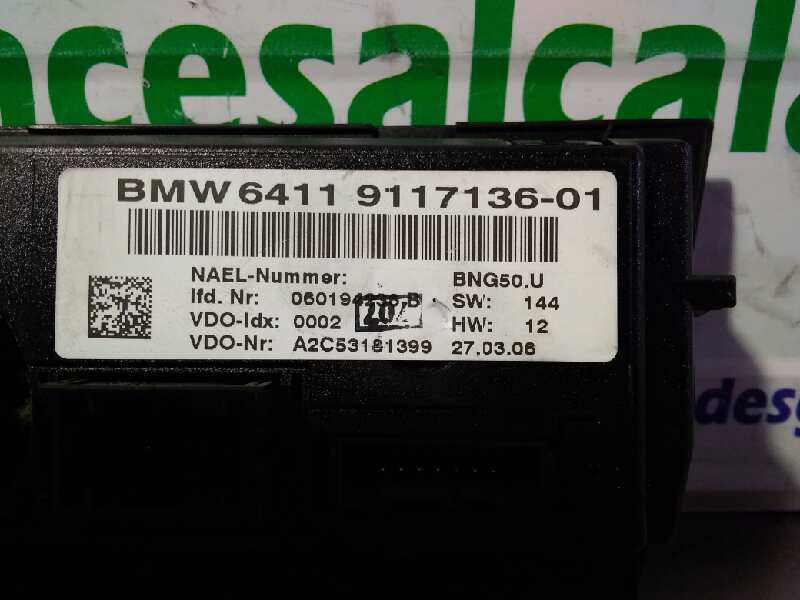 ncesalcala
BMW 6411 9117136-01
NAEL-Nummer: BNG50.U
lfd. Nr: SW: 144
VDO-Idx: 0002 HW: 12
VDO-Nr: A2C53181399 27.03.06
desg